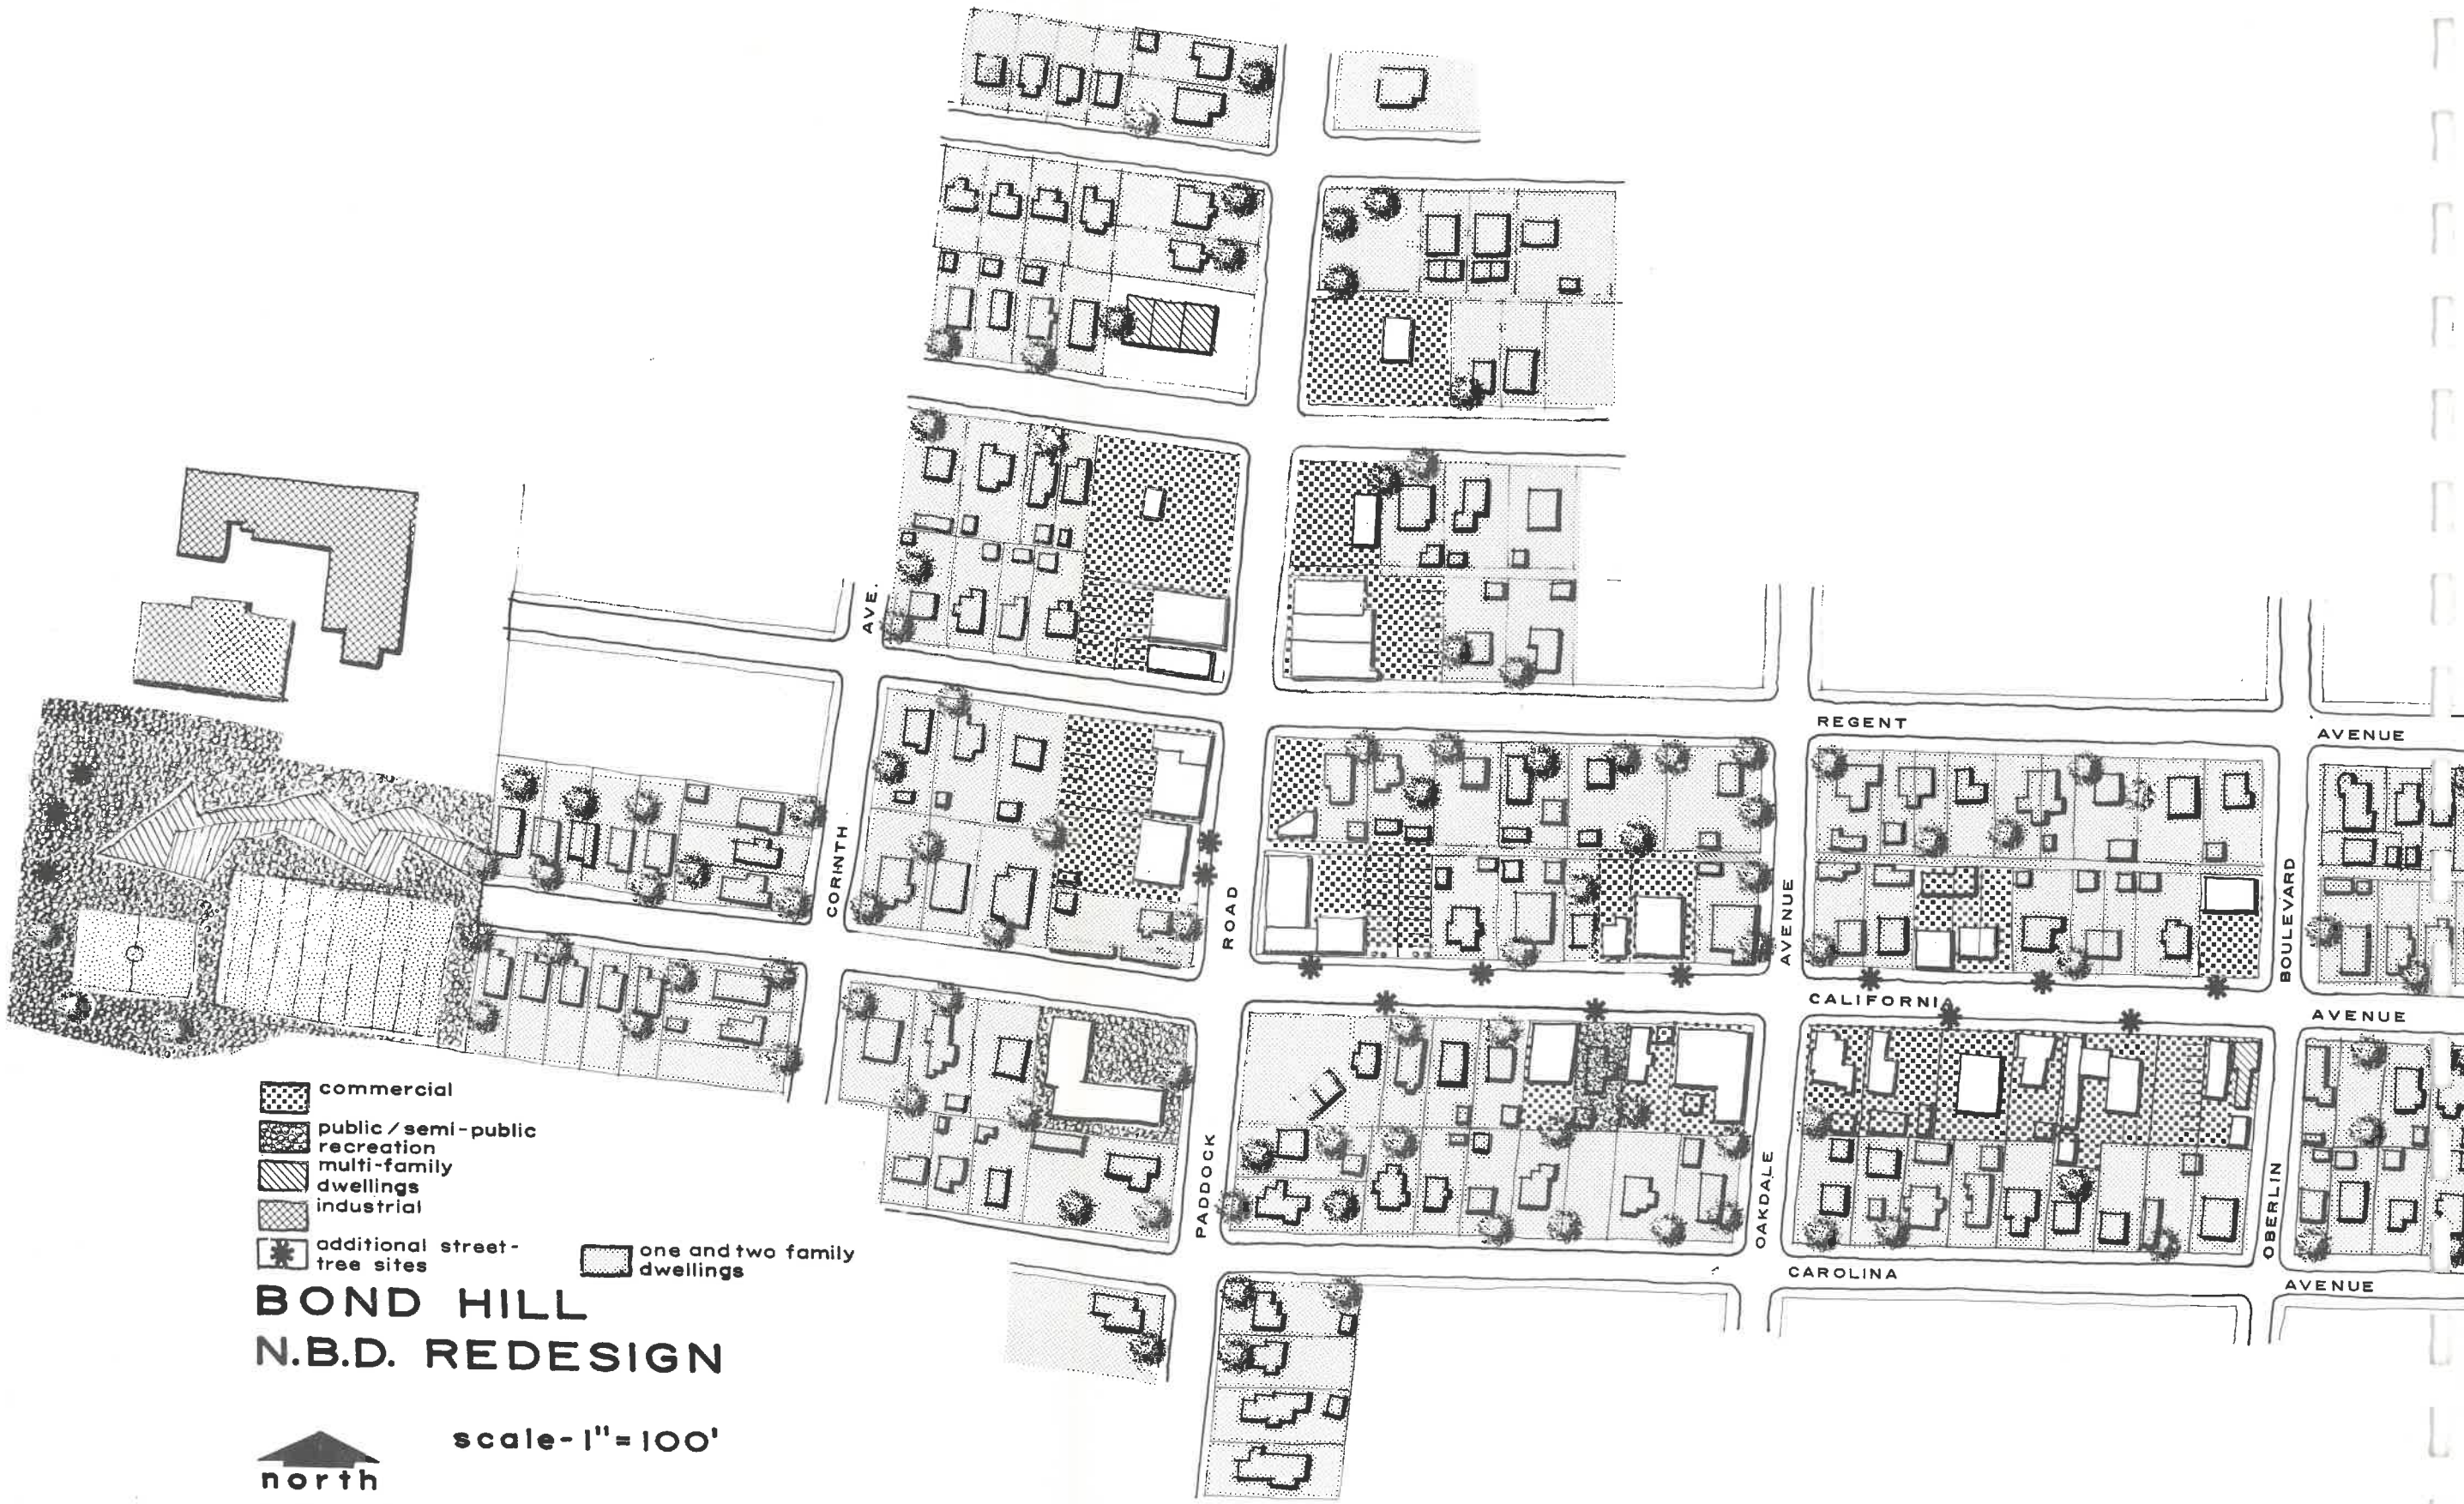 AVE.
REGENT
AVENUE
CORINTH
ROAD
AVENUE
BOULEVARD
CALIFORNIA
AVENUE
PADDOCK
OAKDALE
OBERLIN
CAROLINA
AVENUE
commercial
public/semi-public
recreation
multi-family
dwellings
industrial
additional street-
tree sites
one and two family
dwellings
BOND HILL
N.B.D. REDESIGN
scale-1"=100'
north